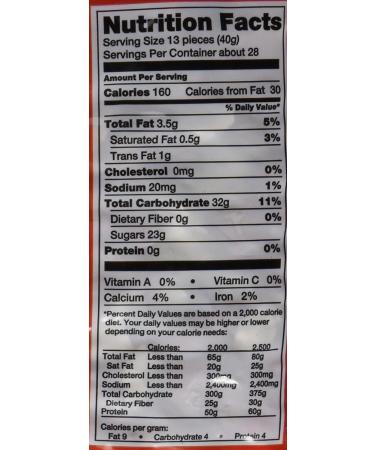 Nutrition Facts
Serving Size 13 pieces (40g)
Servings Per Container about 28
Amount Per Serving
Calories 160 Calories from Fat 30
% Daily Value*
Total Fat 3.5g 5%
Saturated Fat 0.5g 3%
Trans Fat 1g
Cholesterol 0mg 0%
Sodium 20mg 1%
Total Carbohydrate 32g 11%
Dietary Fiber 0g 0%
Sugars 23g
Protein 0g 0%
Vitamin A 0% • Vitamin C 0%
Calcium 4% • Iron 2%
*Percent Daily Values are based on a 2,000 calorie
diet. Your daily values may be higher or lower
depending on your calorie needs:
Calories: 2,000 2,500
Total Fat Less than 65g 80g
Sat Fat Less than 20g 25g
Cholesterol Less than 300mg 300mg
Sodium Less than 2,400mg 2,400mg
Total Carbohydrate 300g 375g
Dietary Fiber 25g 30g
Protein 50g 60g
Calories per gram:
Fat 9 • Carbohydrate 4 • Protein 4